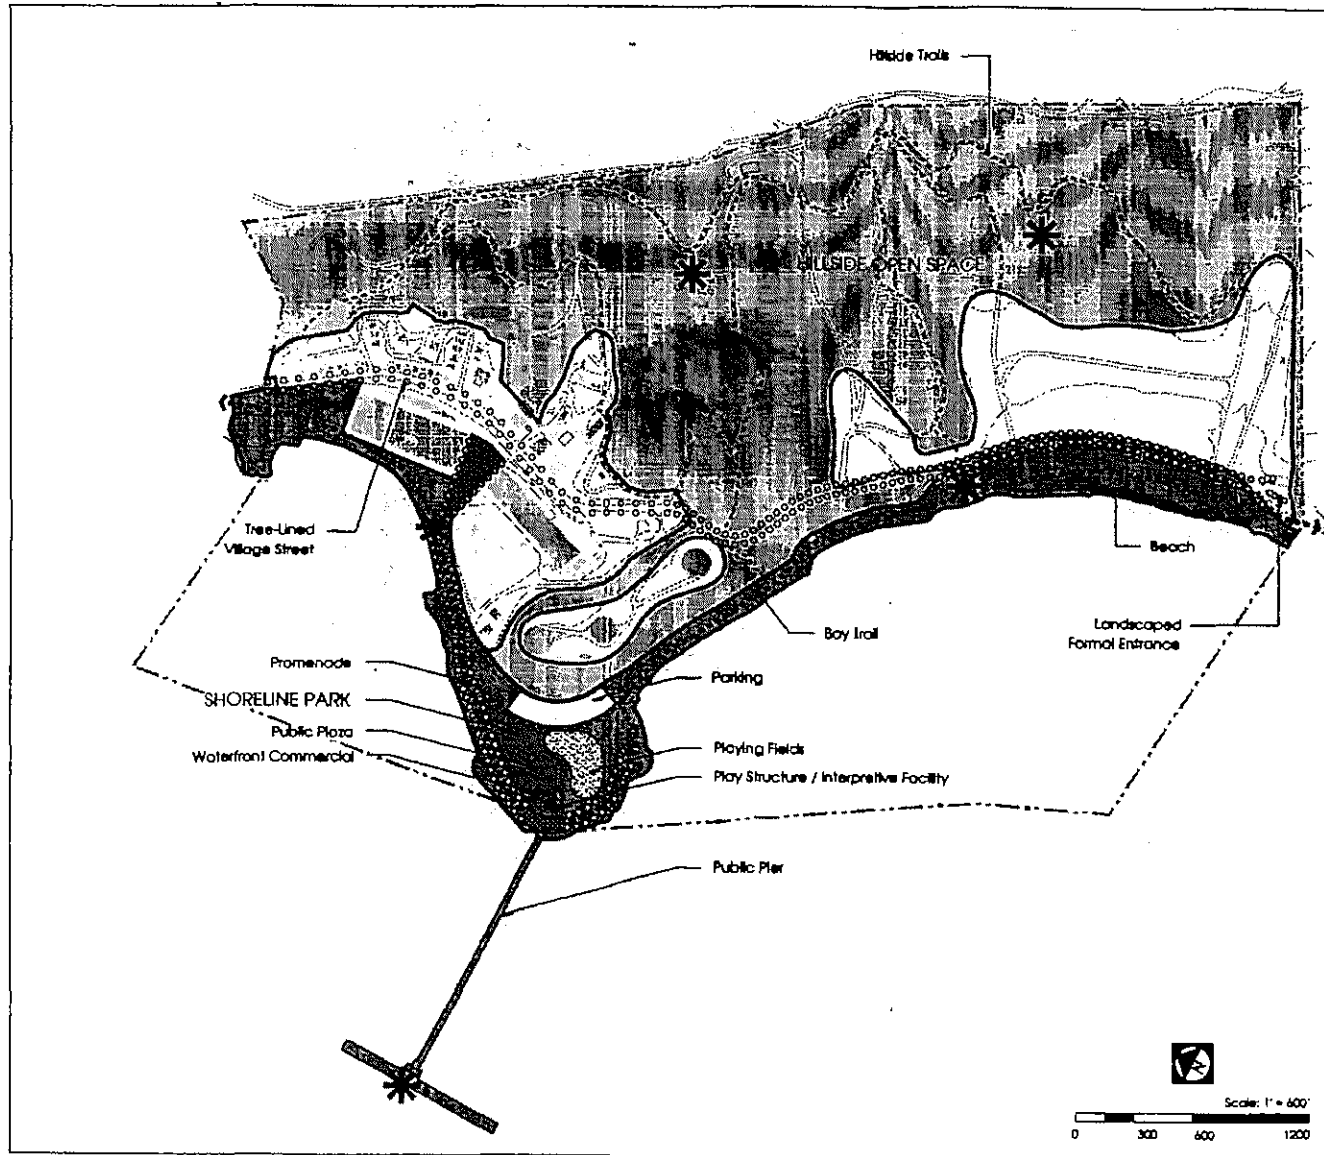 Hillside Trails
HILLSIDE OPEN SPACE
Tree-Lined
Village Street
Beach
Landscaped
Formal Entrance
Bay Trail
Promenade
Parking
SHORELINE PARK
Public Plaza
Playing Fields
Waterfront Commercial
Play Structure / Interpretive Facility
Public Pier
N
Scale: 1" = 600'
0 300 600 1200